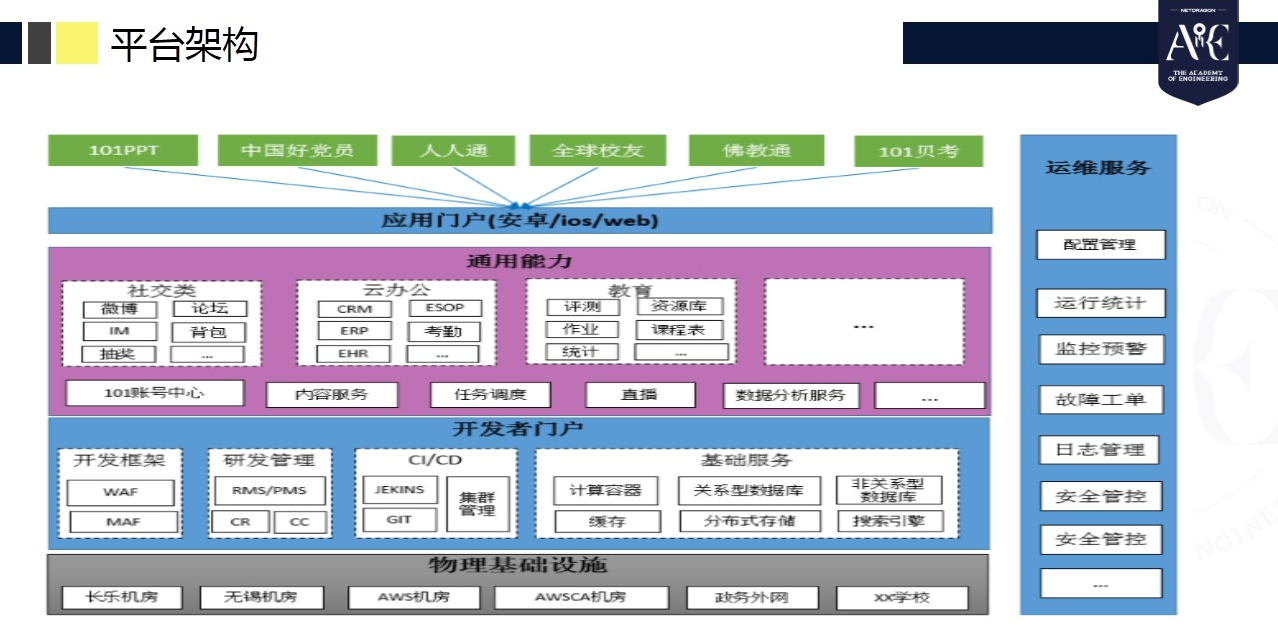 平台架构
NETDRAGON
THE ACADEMY
OF ENGINEERING
101PPT
中国好党员
人人通
全球校友
佛教通
101贝考
应用门户(安卓/ios/web)
通用能力
社交类
微博
论坛
IM
背包
抽奖
...
云办公
CRM
ESOP
ERP
考勤
EHR
...
教育
评测
资源库
作业
课程表
统计
...
...
101账号中心
内容服务
任务调度
直播
数据分析服务
...
开发者门户
开发框架
WAF
MAF
研发管理
RMS/PMS
CR
CC
CI/CD
JEKINS
GIT
集群
管理
基础服务
计算容器
关系型数据库
非关系型
数据库
缓存
分布式存储
搜索引擎
物理基础设施
长乐机房
无锡机房
AWS机房
AWSCA机房
政务外网
XX学校
运维服务
配置管理
运行统计
监控预警
故障工单
日志管理
安全管控
安全管控
...